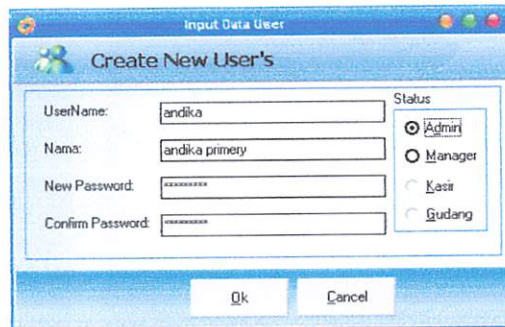 Input Data User
Create New User's
UserName: andika
Nama: andika primery
New Password: *********
Confirm Password: *********
Status
Admin
Manager
Kasir
Gudang
Ok
Cancel